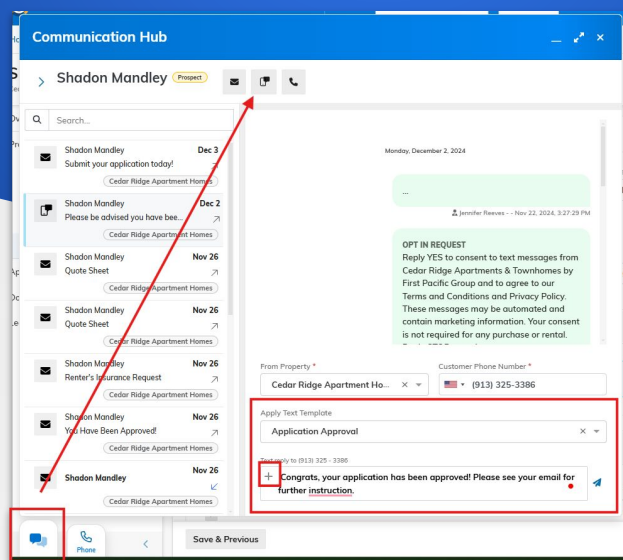 Communication Hub
Shadon Mandley Prospect
Search...
Shadon Mandley Dec 3
Submit your application today!
Cedar Ridge Apartment Homes
Shadon Mandley Dec 2
Please be advised you have bee...
Cedar Ridge Apartment Homes
Shadon Mandley Nov 26
Quote Sheet
Cedar Ridge Apartment Homes
Shadon Mandley Nov 26
Quote Sheet
Cedar Ridge Apartment Homes
Shadon Mandley Nov 26
Renter's Insurance Request
Cedar Ridge Apartment Homes
Shadon Mandley Nov 26
You Have Been Approved!
Cedar Ridge Apartment Homes
Shadon Mandley Nov 26
Cedar Ridge Apartment Homes
Monday, December 2, 2024
...
Jennifer Reeves - - Nov 22, 2024, 3:27:29 PM
OPT IN REQUEST
Reply YES to consent to text messages from
Cedar Ridge Apartments & Townhomes by
First Pacific Group and to agree to our
Terms and Conditions and Privacy Policy.
These messages may be automated and
contain marketing information. Your consent
is not required for any purchase or rental.
From Property * Customer Phone Number *
Cedar Ridge Apartment Ho... (913) 325-3386
Apply Text Template
Application Approval
Text reply to (913) 325 - 3386
Congrats, your application has been approved! Please see your email for
further instruction.
Phone
Save & Previous